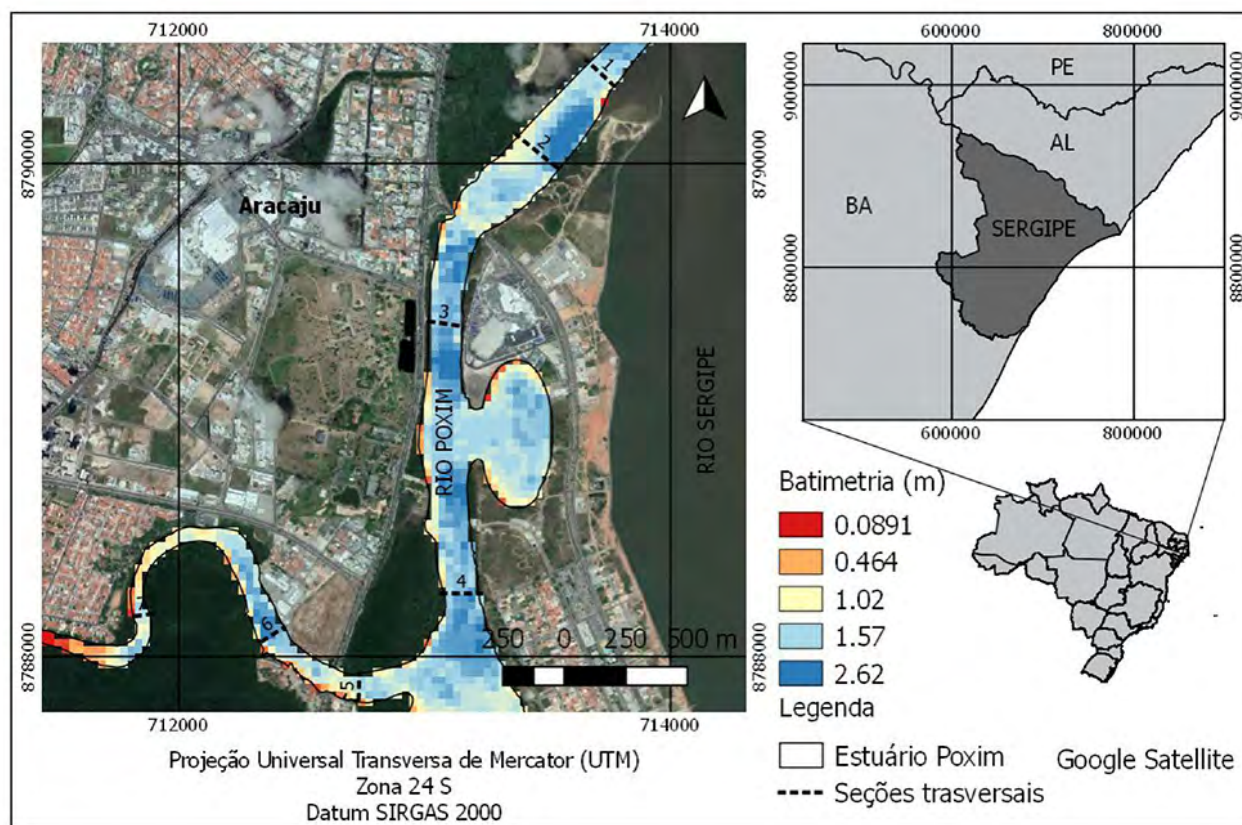 712000
714000
8790000
8788000
Aracaju
RIO POXIM
RIO SERGIPE
1
2
3
4
5
6
7
250 0 250 500 m
8790000
8788000
712000
714000
Projeção Universal Transversa de Mercator (UTM)
Zona 24 S
Datum SIRGAS 2000
600000
800000
PE
AL
BA
SERGIPE
9000000
8800000
600000
800000
Batimetria (m)
0.0891
0.464
1.02
1.57
2.62
Legenda
Estuário Poxim
Seções trasversais
Google Satellite